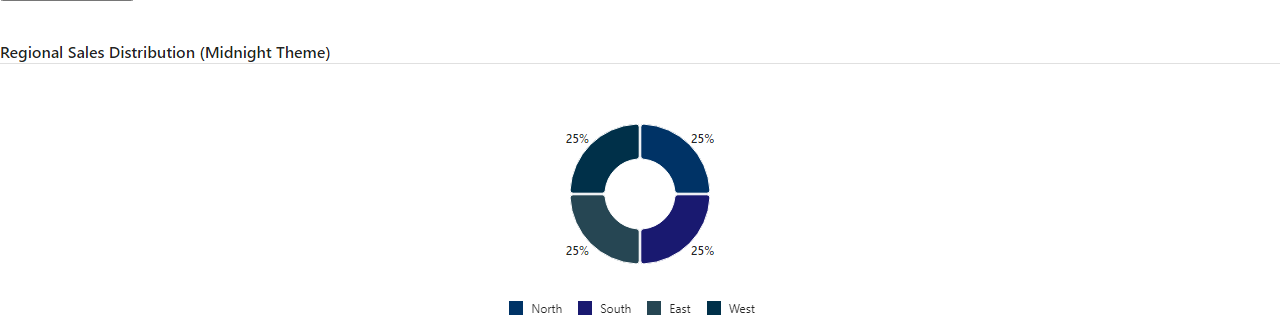 Regional Sales Distribution (Midnight Theme)
25% 25%
25% 25%
North South East West